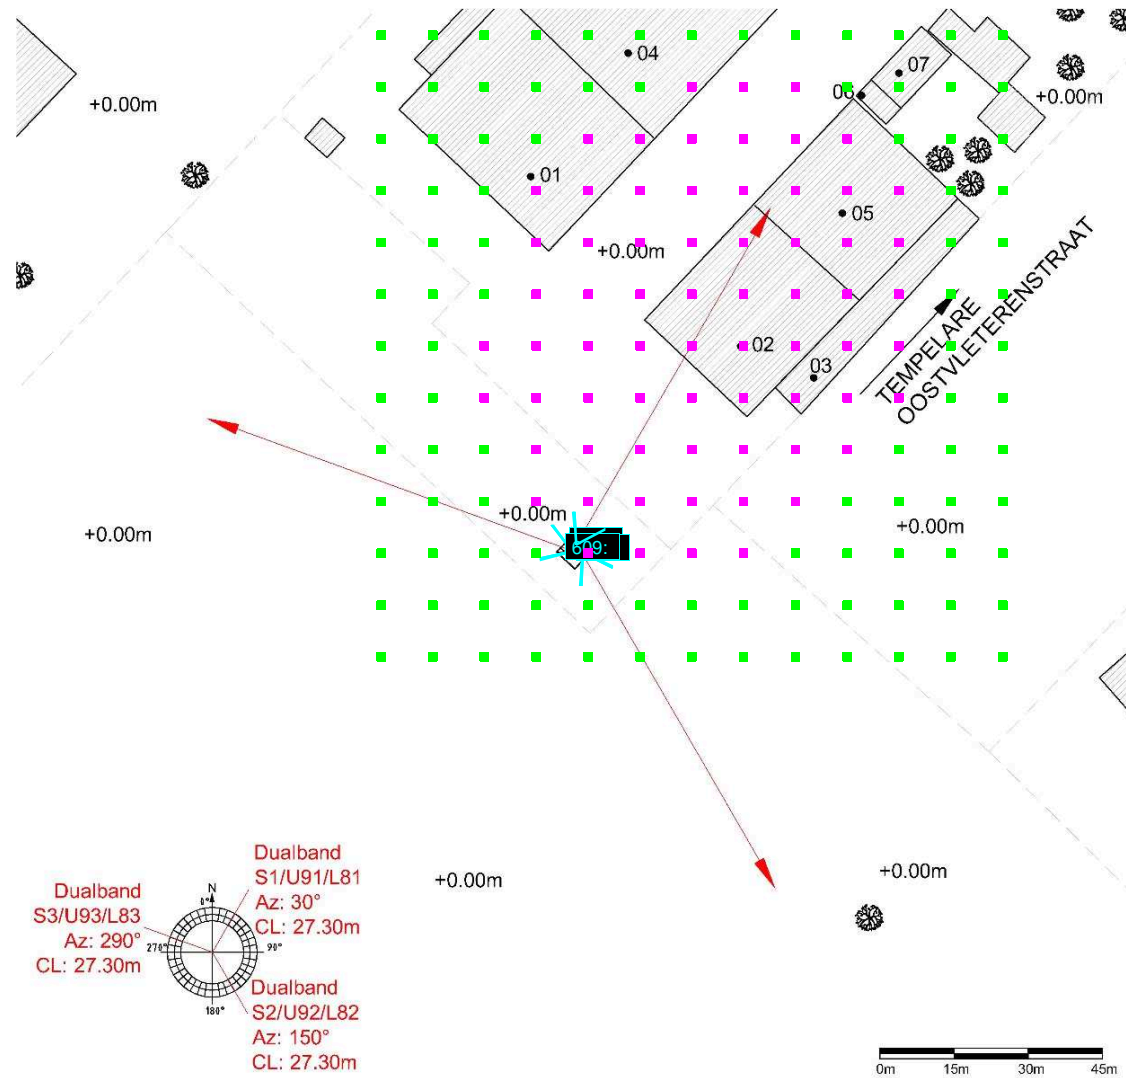 04
07
06
+0.00m
+0.00m
01
05
+0.00m
TEMPELARE
OOSTVLETERENSTRAAT
02
03
+0.00m
+0.00m
+0.00m
609:
Dualband
S1/U91/L81
Az: 30°
CL: 27.30m
Dualband
S3/U93/L83
Az: 290°
CL: 27.30m
N
0°
270°
90°
180°
Dualband
S2/U92/L82
Az: 150°
CL: 27.30m
+0.00m
+0.00m
0m 15m 30m 45m